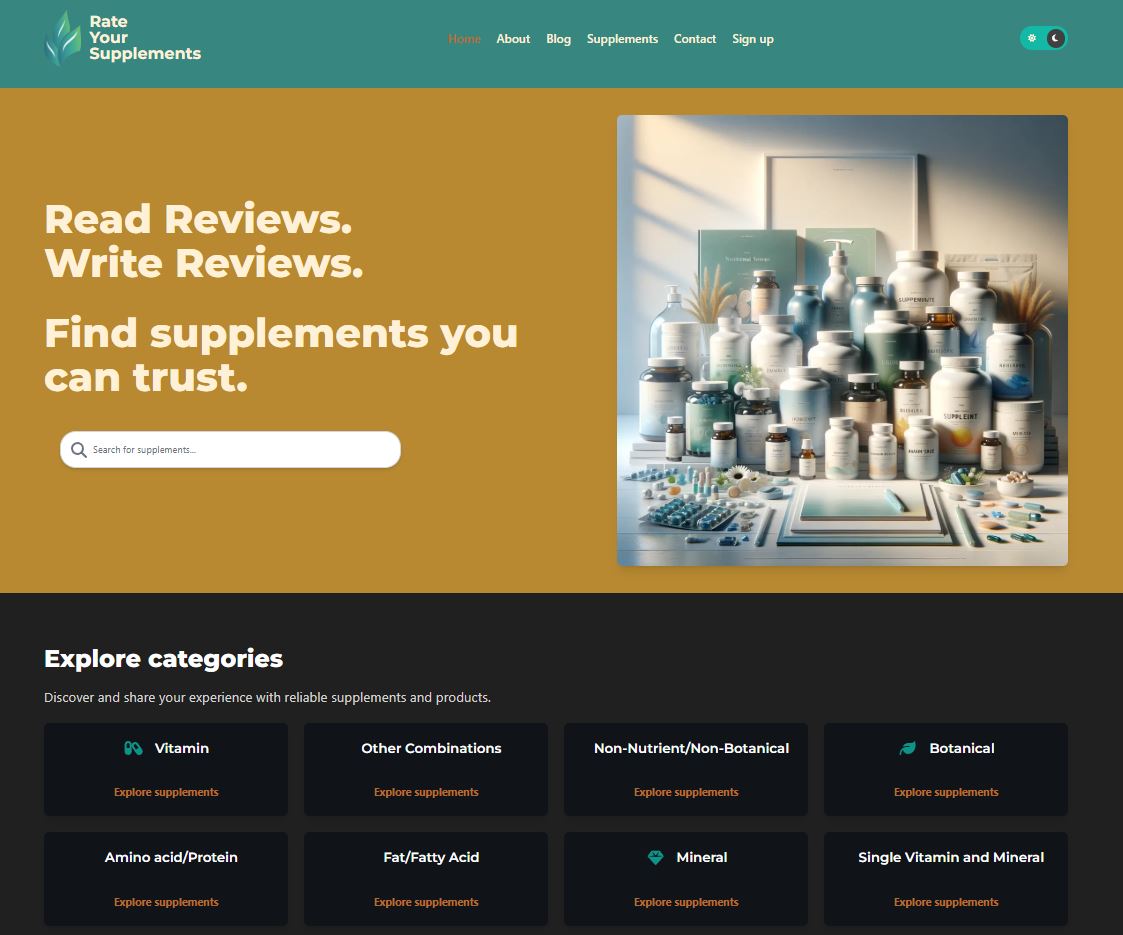 Rate
Your
Supplements
Home About Blog Supplements Contact Sign up
Read Reviews.
Write Reviews.
Find supplements you
can trust.
Search for supplements...
Explore categories
Discover and share your experience with reliable supplements and products.
Vitamin
Explore supplements
Other Combinations
Explore supplements
Non-Nutrient/Non-Botanical
Explore supplements
Botanical
Explore supplements
Amino acid/Protein
Explore supplements
Fat/Fatty Acid
Explore supplements
Mineral
Explore supplements
Single Vitamin and Mineral
Explore supplements